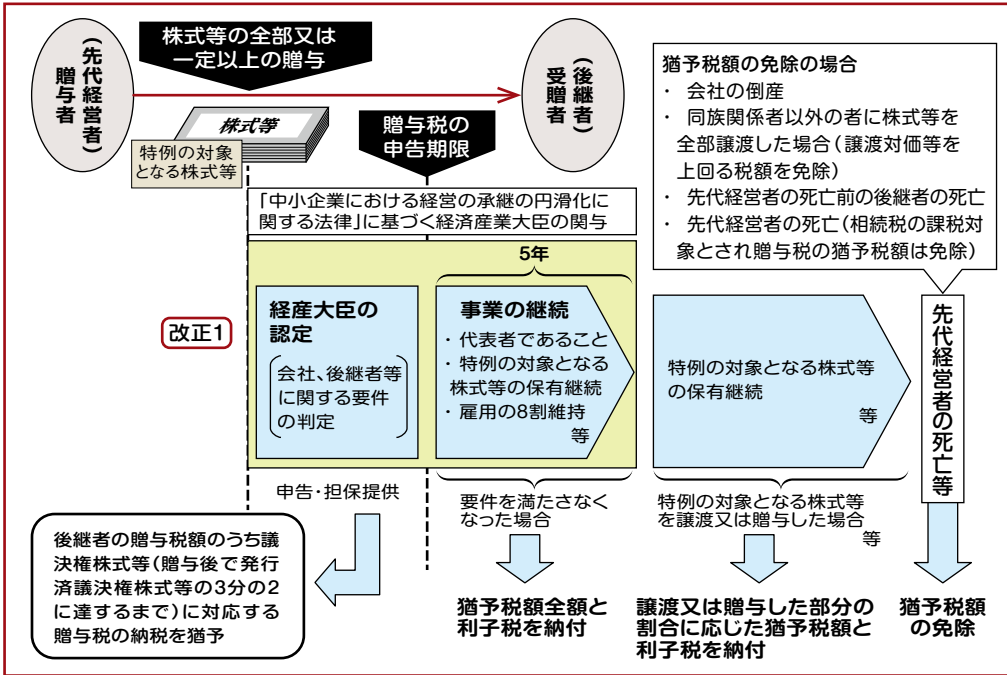 贈与者
(先代経営者)
株式等の全部又は
一定以上の贈与
受贈者
(後継者)
株式等
特例の対象
となる株式等
贈与税の
申告期限
猶予税額の免除の場合
・ 会社の倒産
・ 同族関係者以外の者に株式等を
全部譲渡した場合(譲渡対価等を
上回る税額を免除)
・ 先代経営者の死亡前の後継者の死亡
・ 先代経営者の死亡(相続税の課税対
象とされ贈与税の猶予税額は免除)
「中小企業における経営の承継の円滑化に
関する法律」に基づく経済産業大臣の関与
5年
改正1
経産大臣の
認定
会社、後継者等
に関する要件
の判定
事業の継続
・ 代表者であること
・ 特例の対象となる
株式等の保有継続
・ 雇用の8割維持
等
特例の対象となる株式等
の保有継続
等
先代経営者の死亡等
申告・担保提供
要件を満たさなく
なった場合
特例の対象となる株式等
を譲渡又は贈与した場合
等
後継者の贈与税額のうち議
決権株式等(贈与後で発行
済議決権株式等の3分の2
に達するまで)に対応する
贈与税の納税を猶予
猶予税額全額と
利子税を納付
譲渡又は贈与した部分の
割合に応じた猶予税額と
利子税を納付
猶予税額
の免除